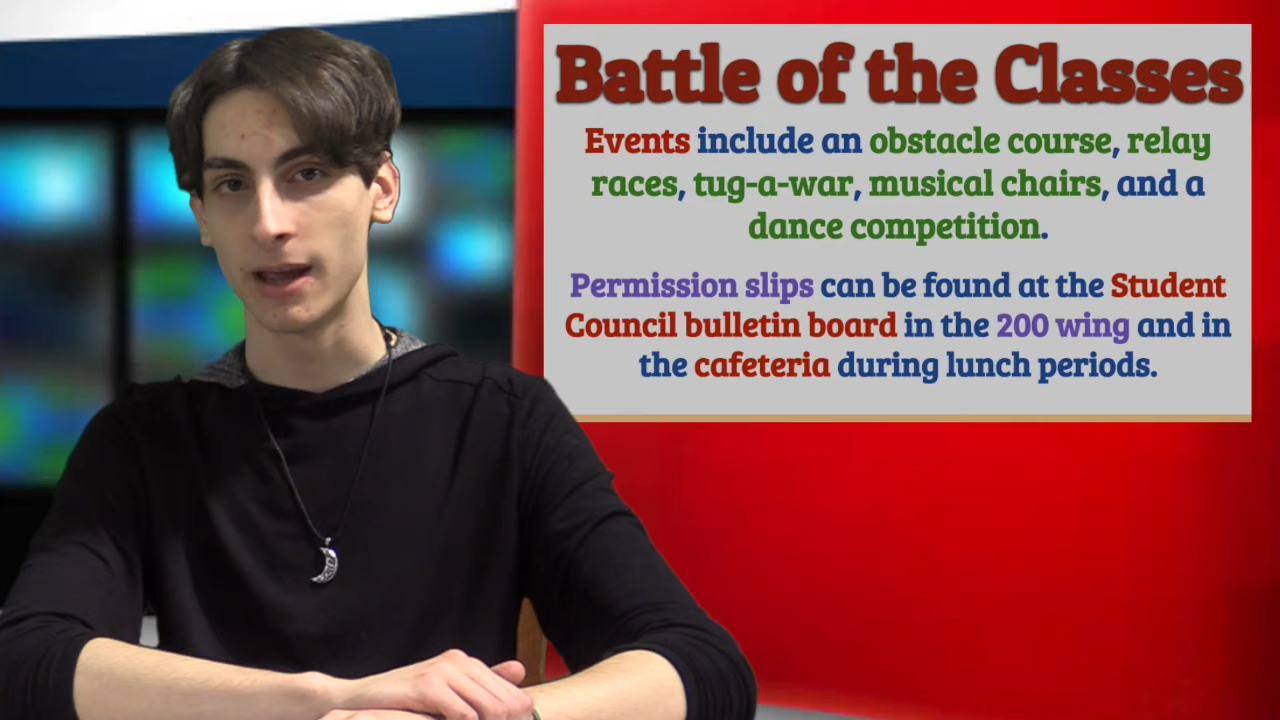 Battle of the Classes
Events include an obstacle course, relay
races, tug-a-war, musical chairs, and a
dance competition.
Permission slips can be found at the Student
Council bulletin board in the 200 wing and in
the cafeteria during lunch periods.